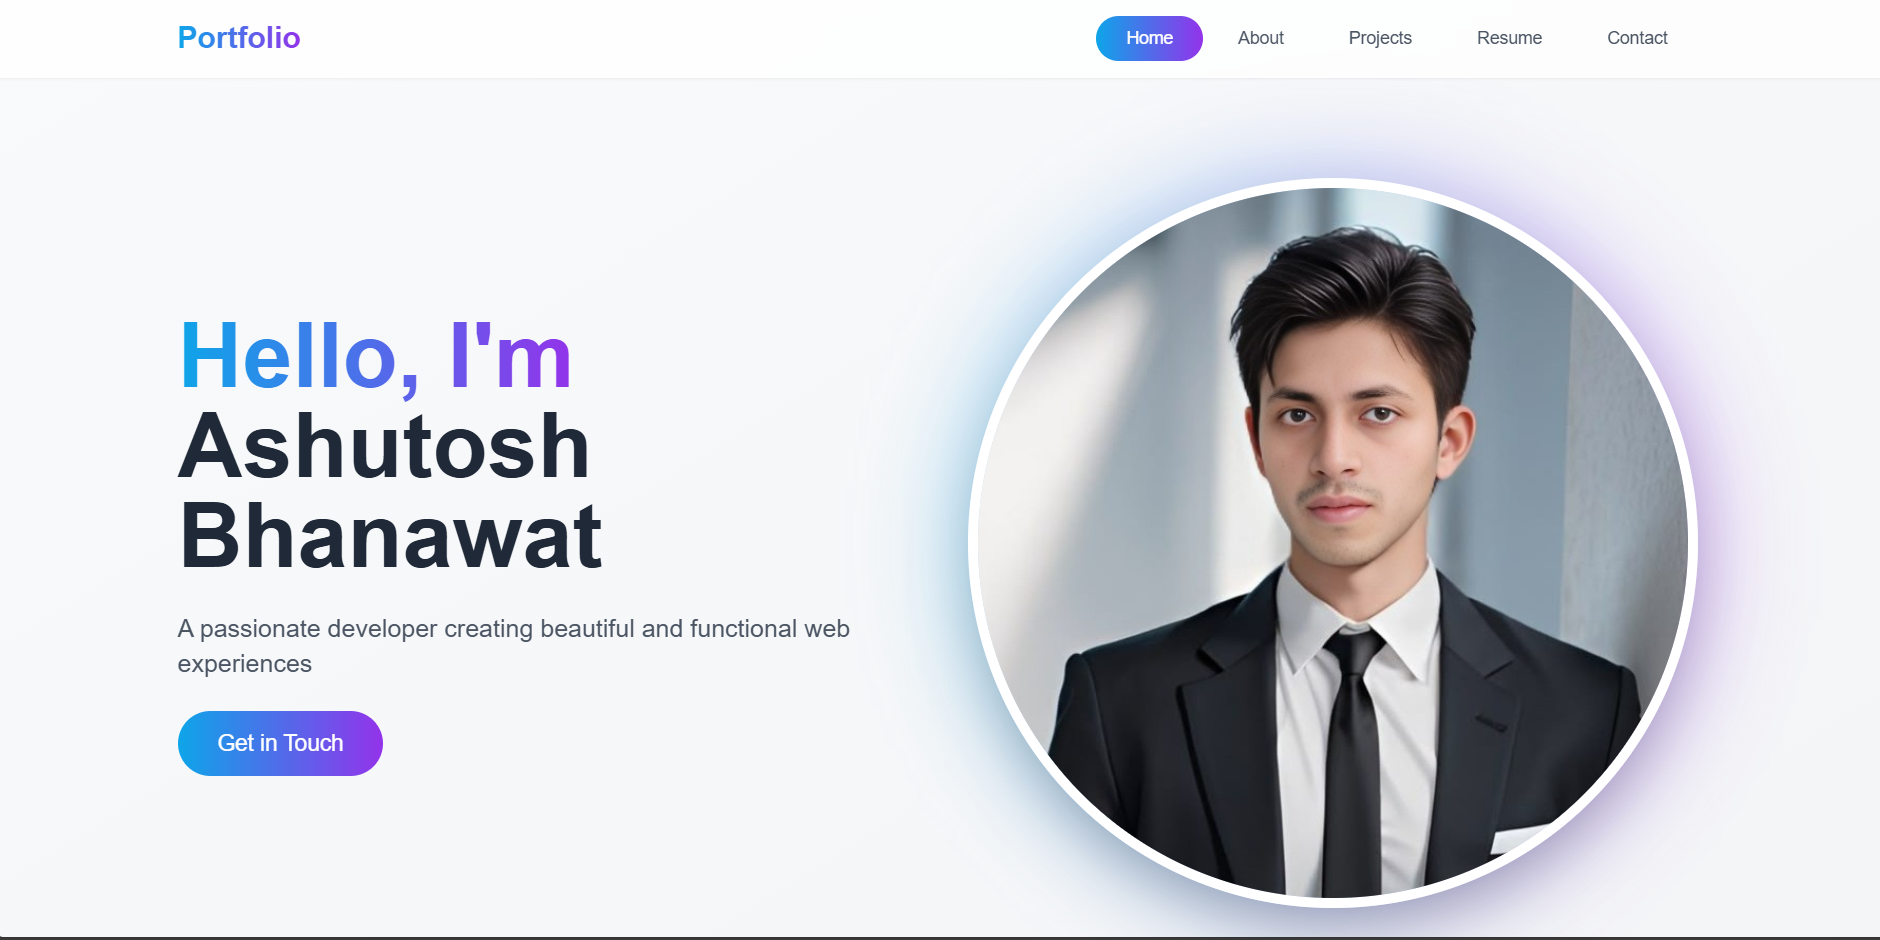 Portfolio
Home About Projects Resume Contact
Hello, I'm
Ashutosh
Bhanawat
A passionate developer creating beautiful and functional web
experiences
Get in Touch